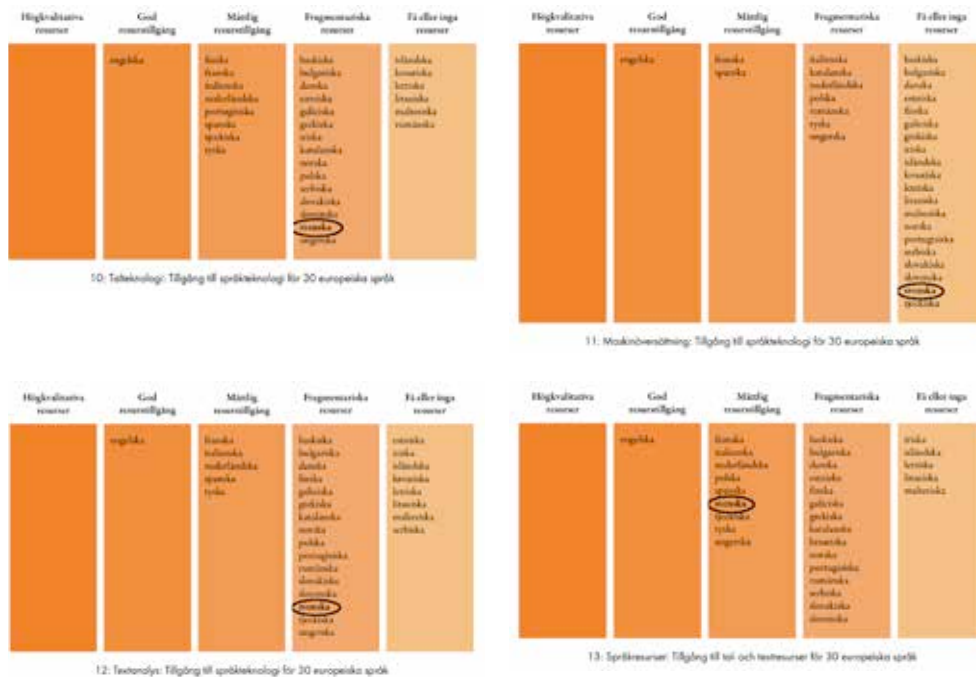 Högkvalitativa
resurser
God
resurstillgång
Måttlig
resurstillgång
Fragmentariska
resurser
Få eller inga
resurser
engelska
finska
franska
italienska
nederländska
portugisiska
spanska
tjeckiska
tyska
baskiska
bulgariska
danska
estniska
galiciska
grekiska
iriska
katalanska
norska
polska
serbiska
slovakiska
slovenska
svenska
ungerska
isländska
kroatiska
lettiska
litauiska
maltesiska
rumänska
10: Talteknologi: Tillgång till språkteknologi för 30 europeiska språk
Högkvalitativa
resurser
God
resurstillgång
Måttlig
resurstillgång
Fragmentariska
resurser
Få eller inga
resurser
engelska
franska
spanska
italienska
katalanska
nederländska
polska
rumänska
tyska
ungerska
baskiska
bulgariska
danska
estniska
finska
galiciska
grekiska
iriska
isländska
kroatiska
lettiska
litauiska
maltesiska
norska
portugisiska
serbiska
slovakiska
slovenska
svenska
tjeckiska
11: Maskinöversättning: Tillgång till språkteknologi för 30 europeiska språk
Högkvalitativa
resurser
God
resurstillgång
Måttlig
resurstillgång
Fragmentariska
resurser
Få eller inga
resurser
engelska
franska
italienska
nederländska
spanska
tyska
baskiska
bulgariska
danska
finska
galiciska
grekiska
katalanska
norska
polska
portugisiska
rumänska
slovakiska
slovenska
svenska
tjeckiska
ungerska
estniska
iriska
isländska
kroatiska
lettiska
litauiska
maltesiska
serbiska
12: Textanalys: Tillgång till språkteknologi för 30 europeiska språk
Högkvalitativa
resurser
God
resurstillgång
Måttlig
resurstillgång
Fragmentariska
resurser
Få eller inga
resurser
engelska
franska
italienska
nederländska
polska
spanska
svenska
tjeckiska
tyska
ungerska
baskiska
bulgariska
danska
estniska
finska
galiciska
grekiska
katalanska
kroatiska
norska
portugisiska
rumänska
serbiska
slovakiska
slovenska
iriska
isländska
lettiska
litauiska
maltesiska
13: Språkresurser: Tillgång till tal- och textresurser för 30 europeiska språk